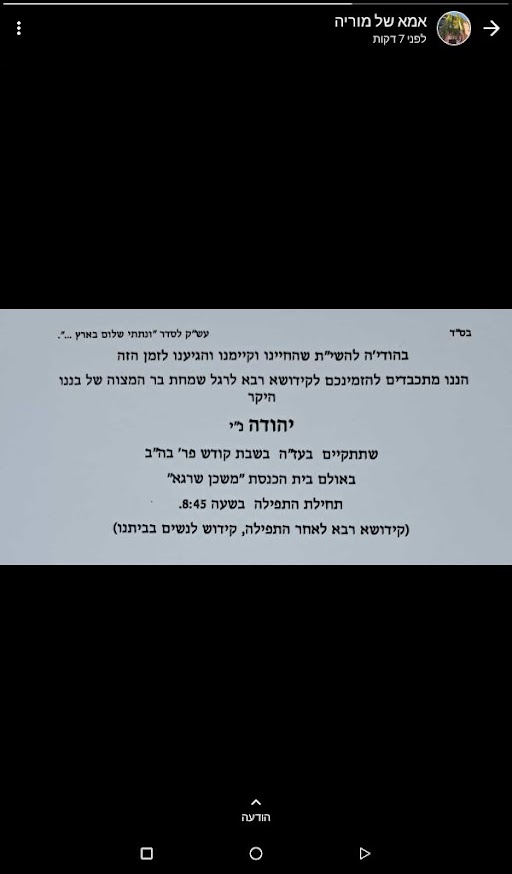 אמא של מוריה
לפני 7 דקות
בס"ד
עש"ק לסדר "ונתתי שלום בארץ ...".
בהודי'ה להשי"ת שהחיינו וקיימנו והגיענו לזמן הזה
הננו מתכבדים להזמינכם לקידושא רבא לרגל שמחת בר המצוה של בננו
היקר
יהודה נ"י
שתתקיים בעז"ה בשבת קודש פר' בה"ב
באולם בית הכנסת "משכן שרגא"
תחילת התפילה בשעה 8:45.
(קידושא רבא לאחר התפילה, קידוש לנשים בביתנו)
הודעה